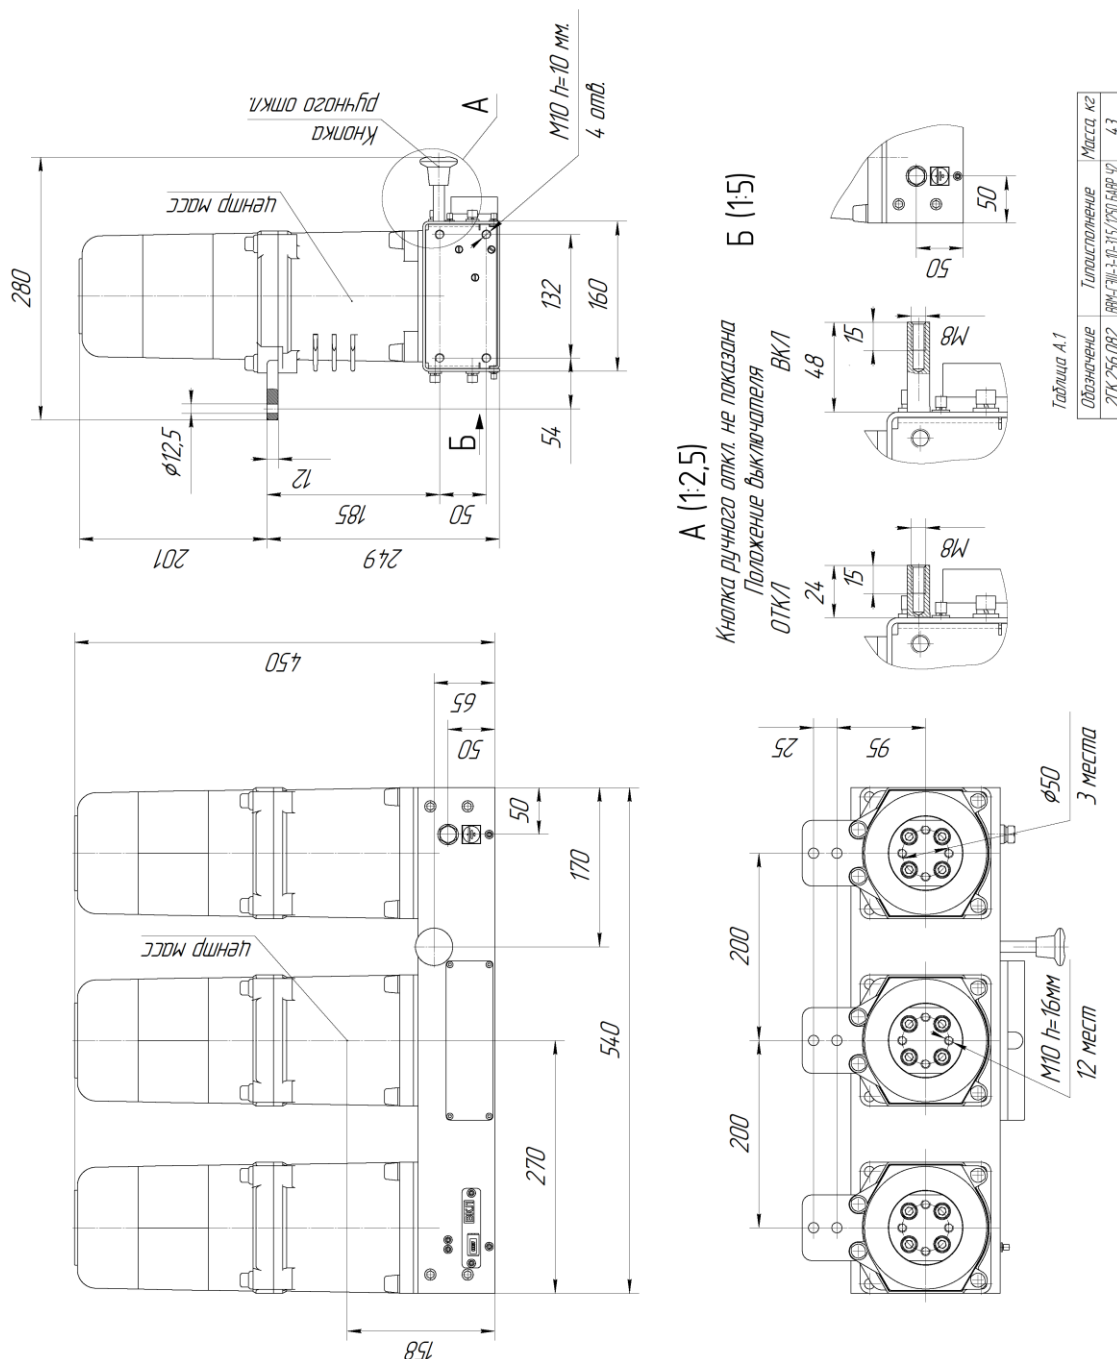 280
центр масс
Кнопка
ручного откл.
А
М10 h=10 мм.
4 отв.
ϕ12,5
12
201
185
249
50
132
160
54
Б
450
65
50
50
170
центр масс
540
270
158
Б (1:5)
50
50
А (1:2,5)
Кнопка ручного откл. не показана
Положение выключателя
ОТКЛ
ВКЛ
24
15
М8
48
15
М8
25
95
200
200
ϕ50
3 места
М10 h=16мм
12 мест
Таблица А.1
Обозначение
Типоисполнение
Масса, кг
43